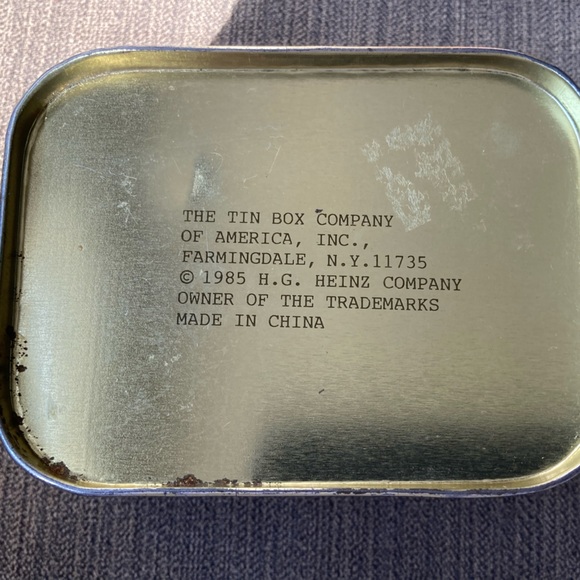 THE TIN BOX COMPANY
OF AMERICA, INC.,
FARMINGDALE, N.Y.11735
© 1985 H.G. HEINZ COMPANY
OWNER OF THE TRADEMARKS
MADE IN CHINA